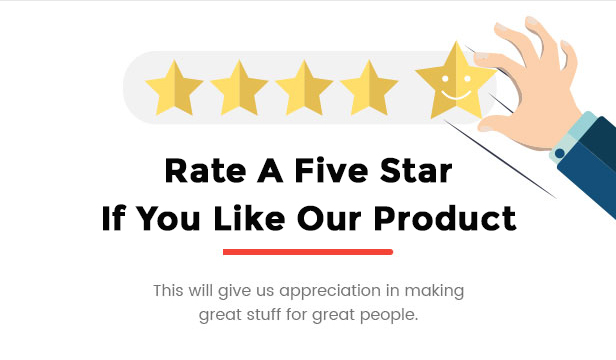 Rate A Five Star
If You Like Our Product
This will give us appreciation in making
great stuff for great people.